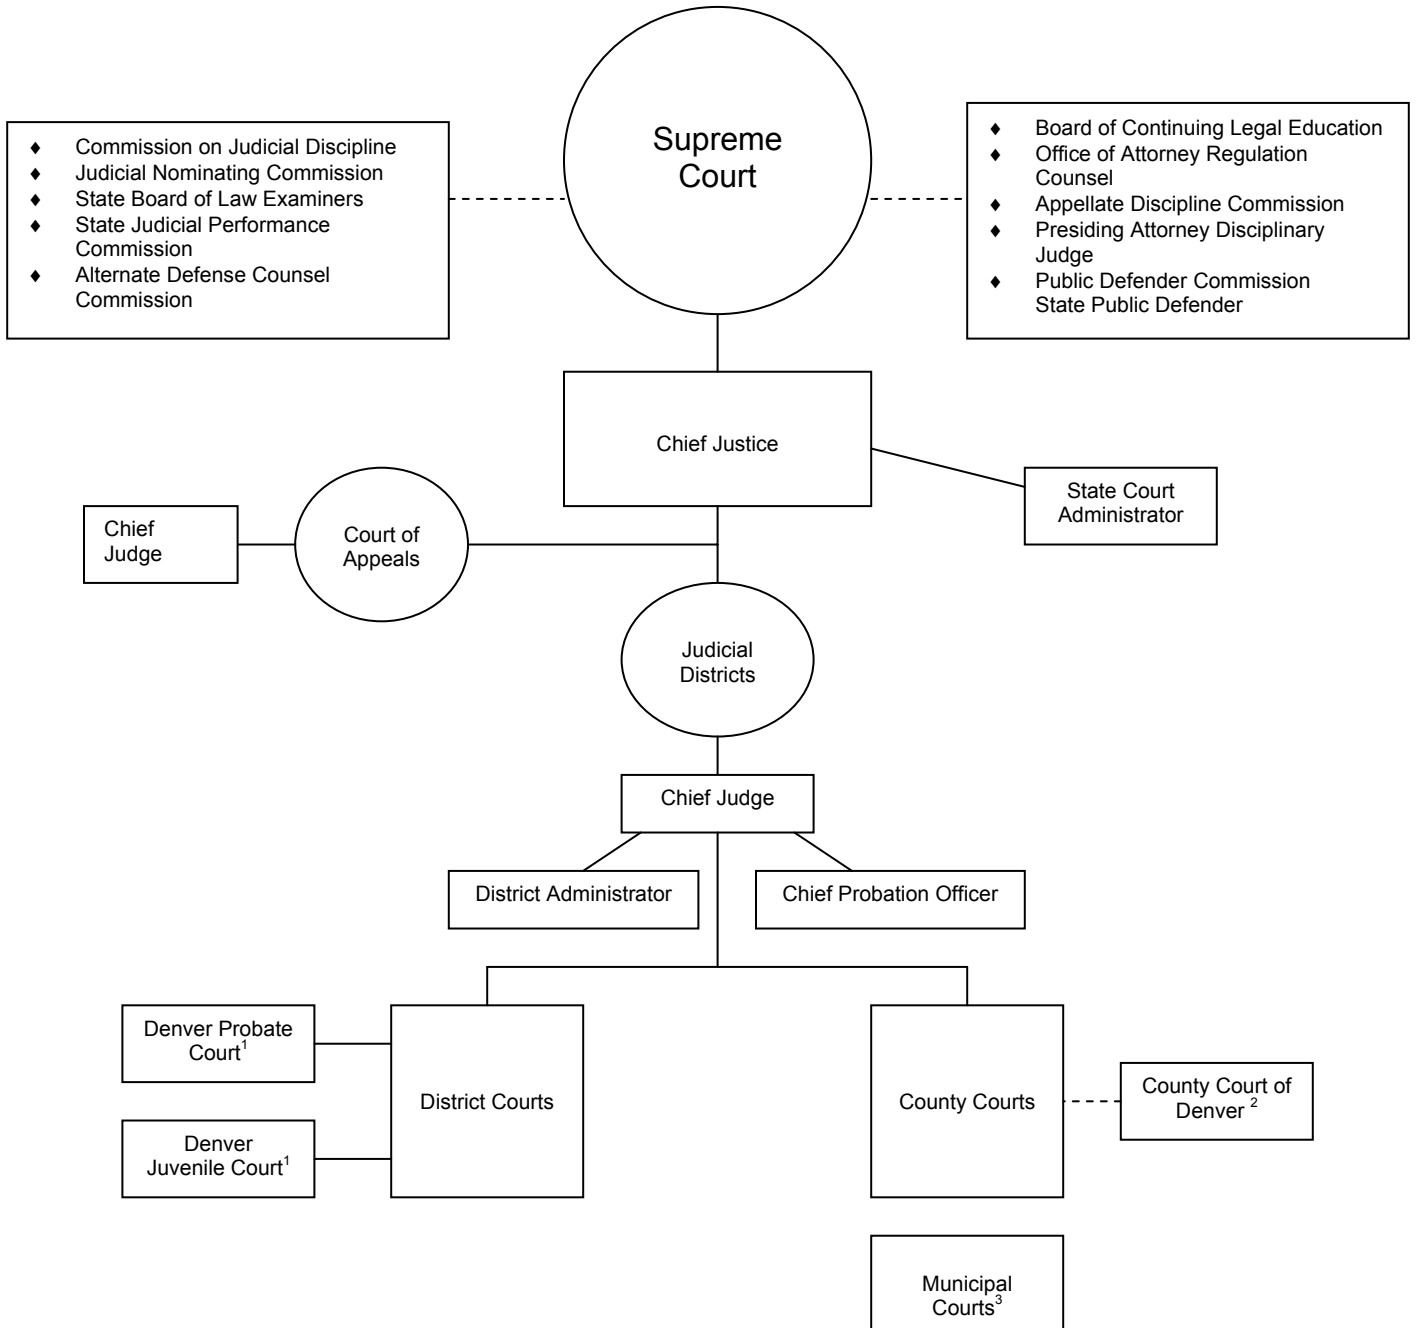 Supreme
Court
♦ Commission on Judicial Discipline
♦ Judicial Nominating Commission
♦ State Board of Law Examiners
♦ State Judicial Performance
Commission
♦ Alternate Defense Counsel
Commission
♦ Board of Continuing Legal Education
♦ Office of Attorney Regulation
Counsel
♦ Appellate Discipline Commission
♦ Presiding Attorney Disciplinary
Judge
♦ Public Defender Commission
State Public Defender
Chief Justice
State Court
Administrator
Chief
Judge
Court of
Appeals
Judicial
Districts
Chief Judge
District Administrator
Chief Probation Officer
Denver Probate
Court¹
Denver
Juvenile Court¹
District Courts
County Courts
County Court of
Denver ²
Municipal
Courts³